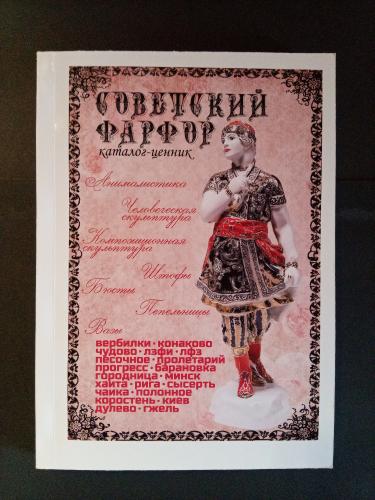 СОВЕТСКИЙ
ФАРФОР
каталог-ценник
Анималистика
Человеческая
скульптура
Композиционная
скульптура
Штофы
Бюсты
Пепельницы
Вазы
вербилки • конаково
чудово • лзфи • лфз
песочное • пролетарий
прогресс • барановка
городница • минск
хайта • рига • сысерть
чайка • полонное
коростень • киев
дулево • гжель